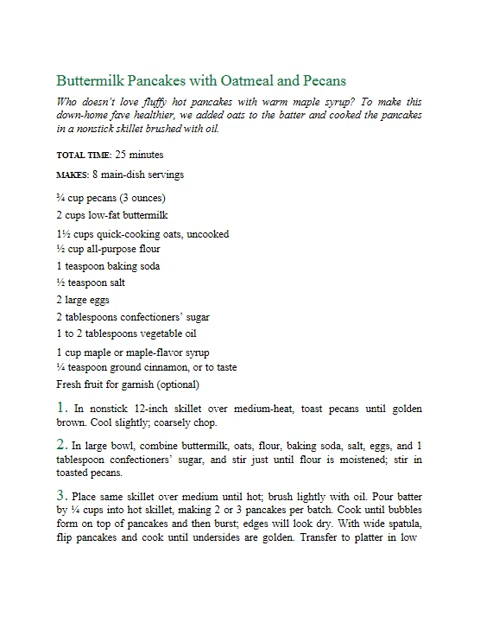 Buttermilk Pancakes with Oatmeal and Pecans
Who doesn't love fluffy hot pancakes with warm maple syrup? To make this
down-home fave healthier, we added oats to the batter and cooked the pancakes
in a nonstick skillet brushed with oil.
TOTAL TIME: 25 minutes
MAKES: 8 main-dish servings
¾ cup pecans (3 ounces)
2 cups low-fat buttermilk
1½ cups quick-cooking oats, uncooked
½ cup all-purpose flour
1 teaspoon baking soda
½ teaspoon salt
2 large eggs
2 tablespoons confectioners' sugar
1 to 2 tablespoons vegetable oil
1 cup maple or maple-flavor syrup
¼ teaspoon ground cinnamon, or to taste
Fresh fruit for garnish (optional)
1. In nonstick 12-inch skillet over medium-heat, toast pecans until golden
brown. Cool slightly; coarsely chop.
2. In large bowl, combine buttermilk, oats, flour, baking soda, salt, eggs, and 1
tablespoon confectioners' sugar, and stir just until flour is moistened; stir in
toasted pecans.
3. Place same skillet over medium until hot; brush lightly with oil. Pour batter
by ¼ cups into hot skillet, making 2 or 3 pancakes per batch. Cook until bubbles
form on top of pancakes and then burst; edges will look dry. With wide spatula,
flip pancakes and cook until undersides are golden. Transfer to platter in low